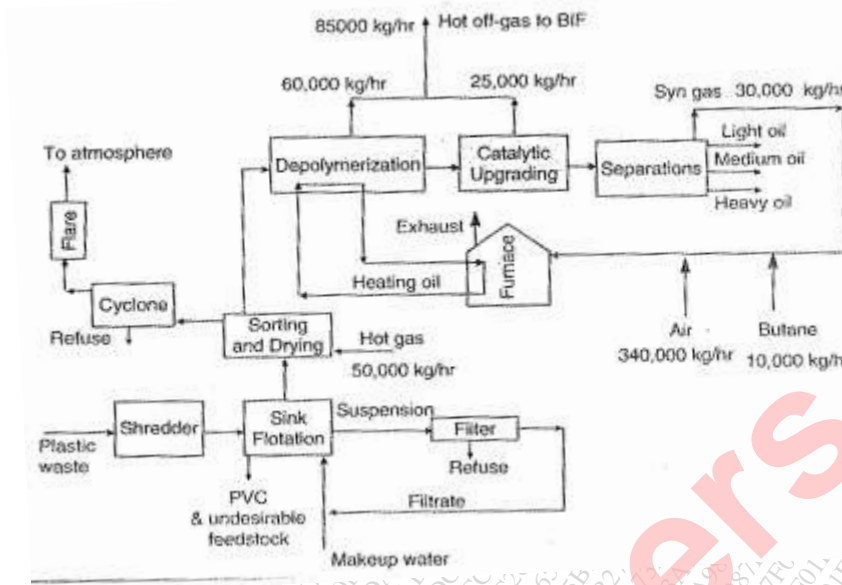 85000 kg/hr Hot off-gas to BIF
60,000 kg/hr
25,000 kg/hr
Syn gas 30,000 kg/hr
Light oil
Medium oil
Heavy oil
To atmosphere
Depolymerization
Catalytic
Upgrading
Separations
Flare
Exhaust
Furnace
Heating oil
Cyclone
Refuse
Sorting
and Drying
Hot gas
50,000 kg/hr
Air
340,000 kg/hr
Butane
10,000 kg/h
Plastic
waste
Shredder
Sink
Flotation
Suspension
Filter
Refuse
Filtrate
PVC
& undesirable
feedstock
Makeup water
ers